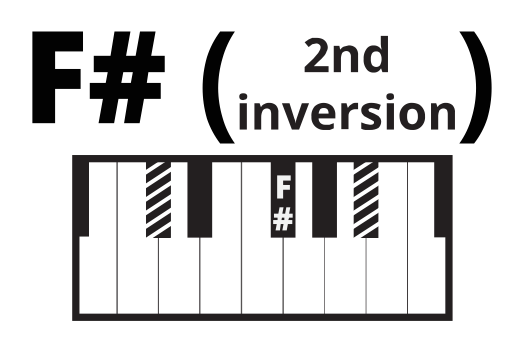 F# (2nd
inversion)
F
#